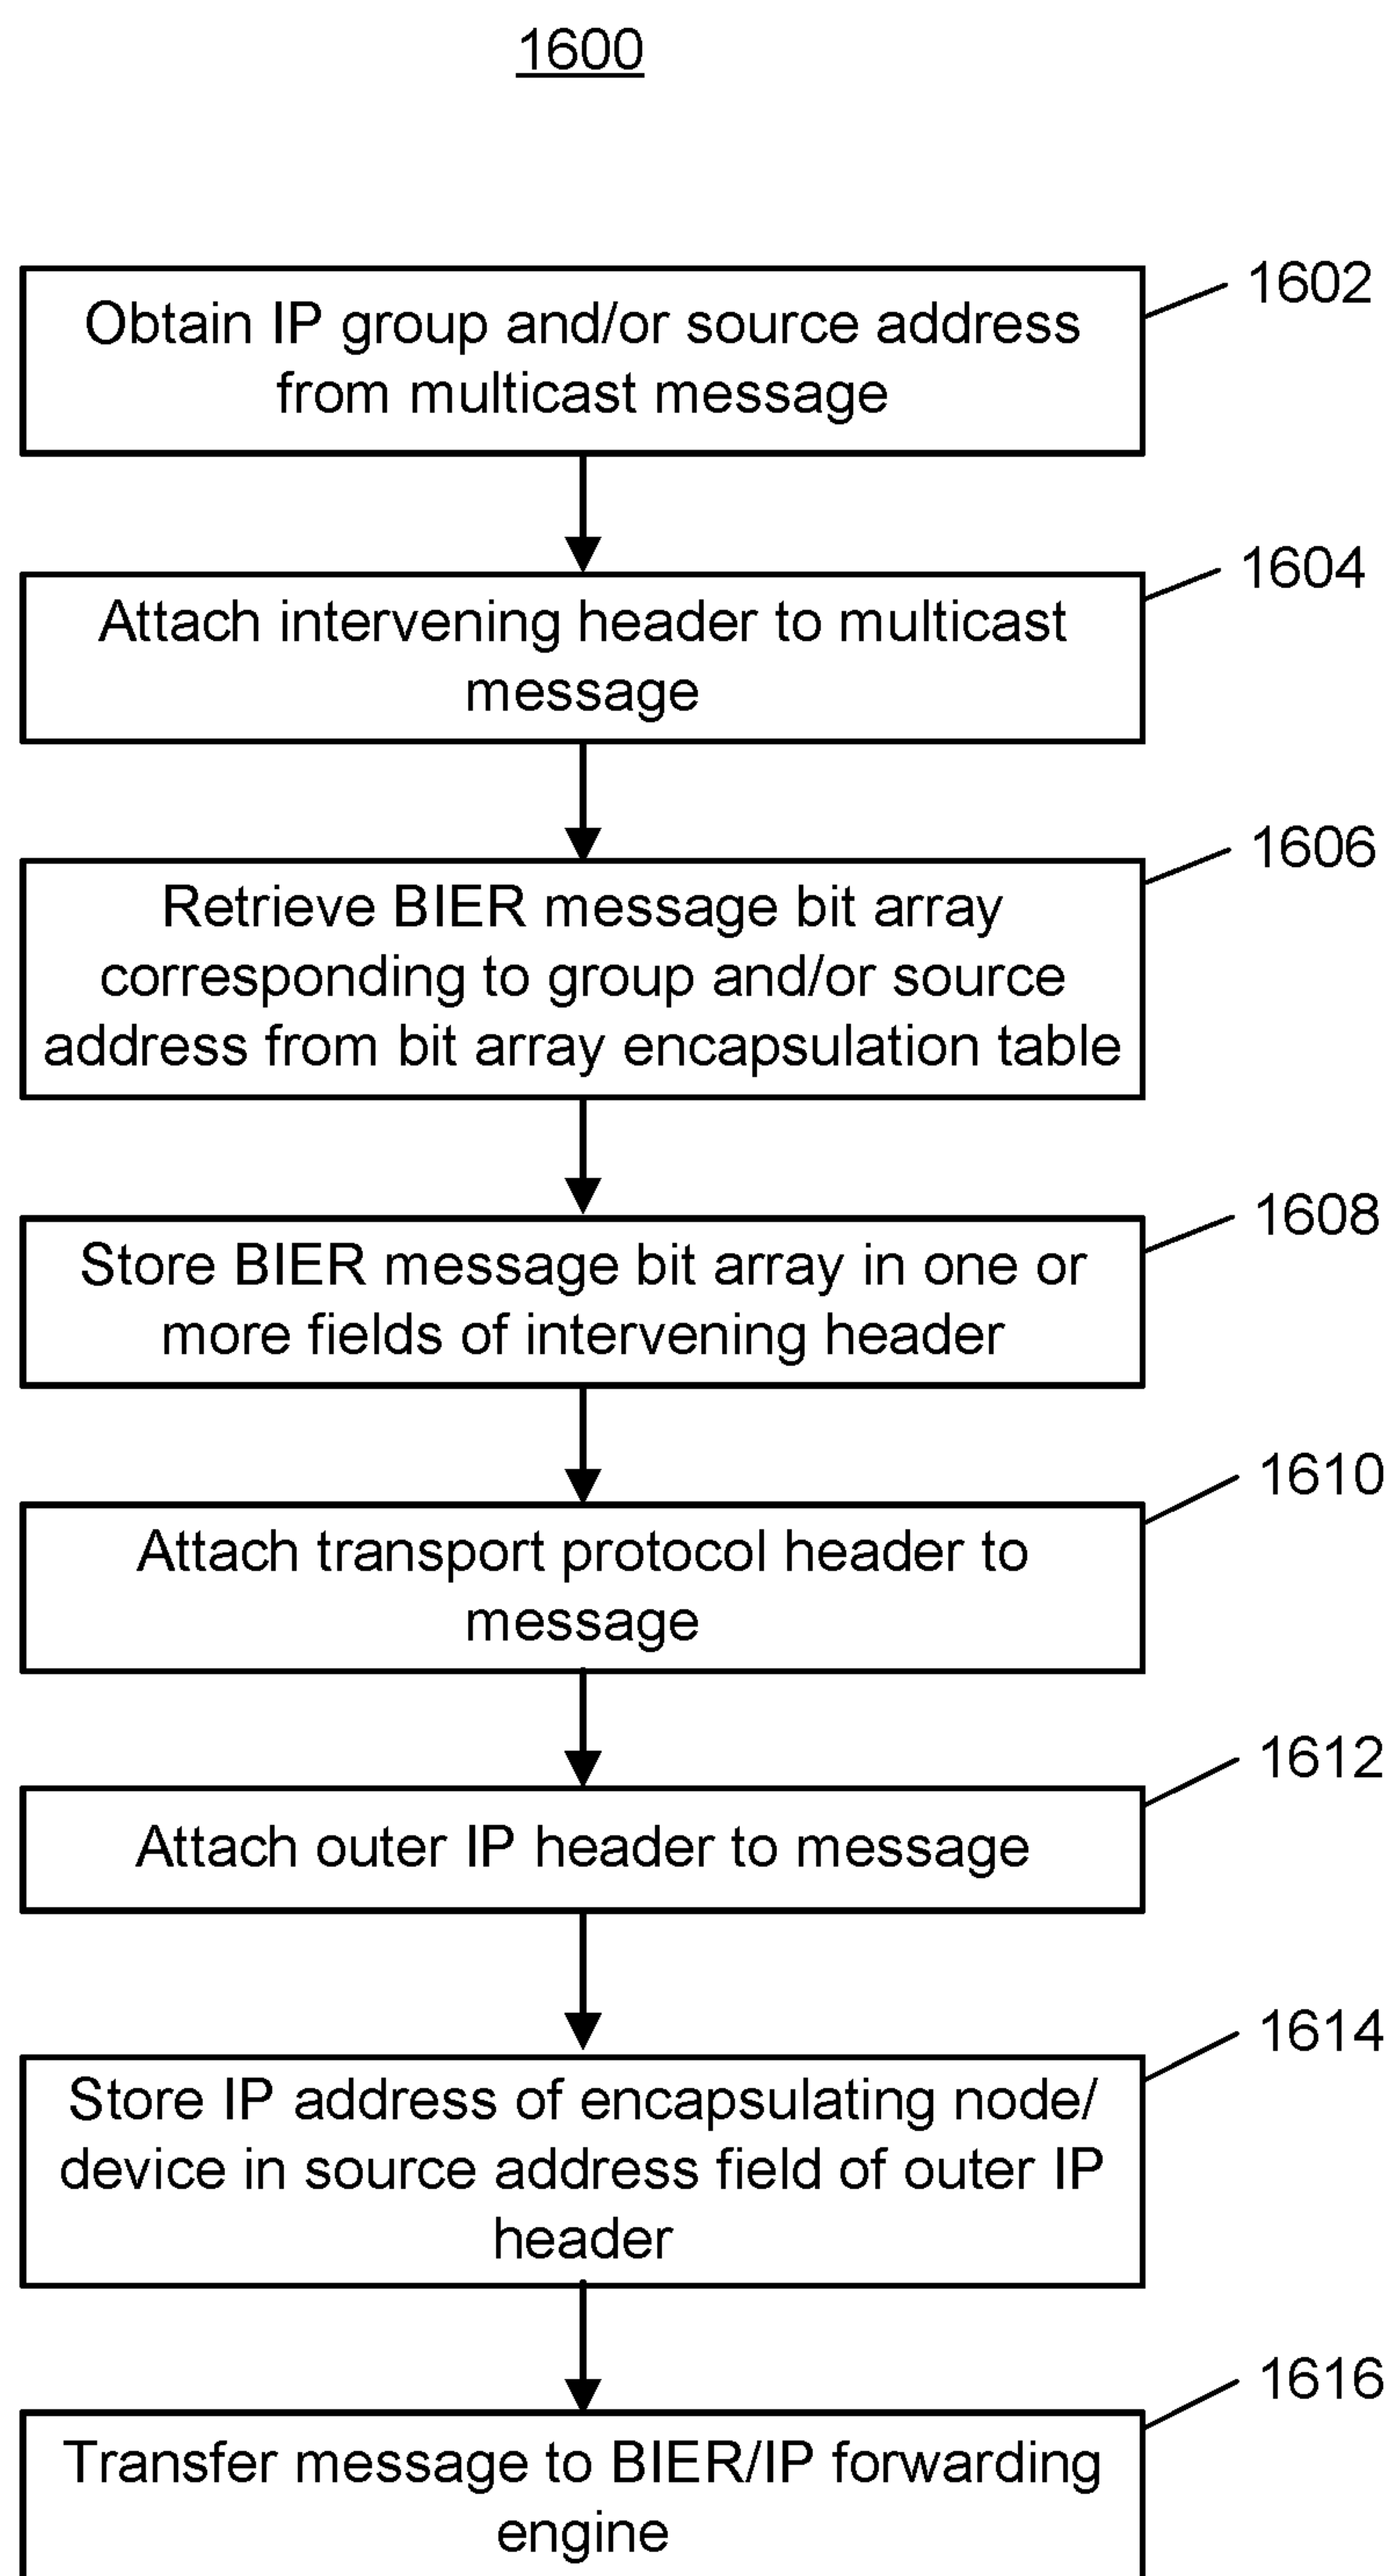 1600
1602
Obtain IP group and/or source address
from multicast message
1604
Attach intervening header to multicast
message
1606
Retrieve BIER message bit array
corresponding to group and/or source
address from bit array encapsulation table
1608
Store BIER message bit array in one or
more fields of intervening header
1610
Attach transport protocol header to
message
1612
Attach outer IP header to message
1614
Store IP address of encapsulating node/
device in source address field of outer IP
header
1616
Transfer message to BIER/IP forwarding
engine